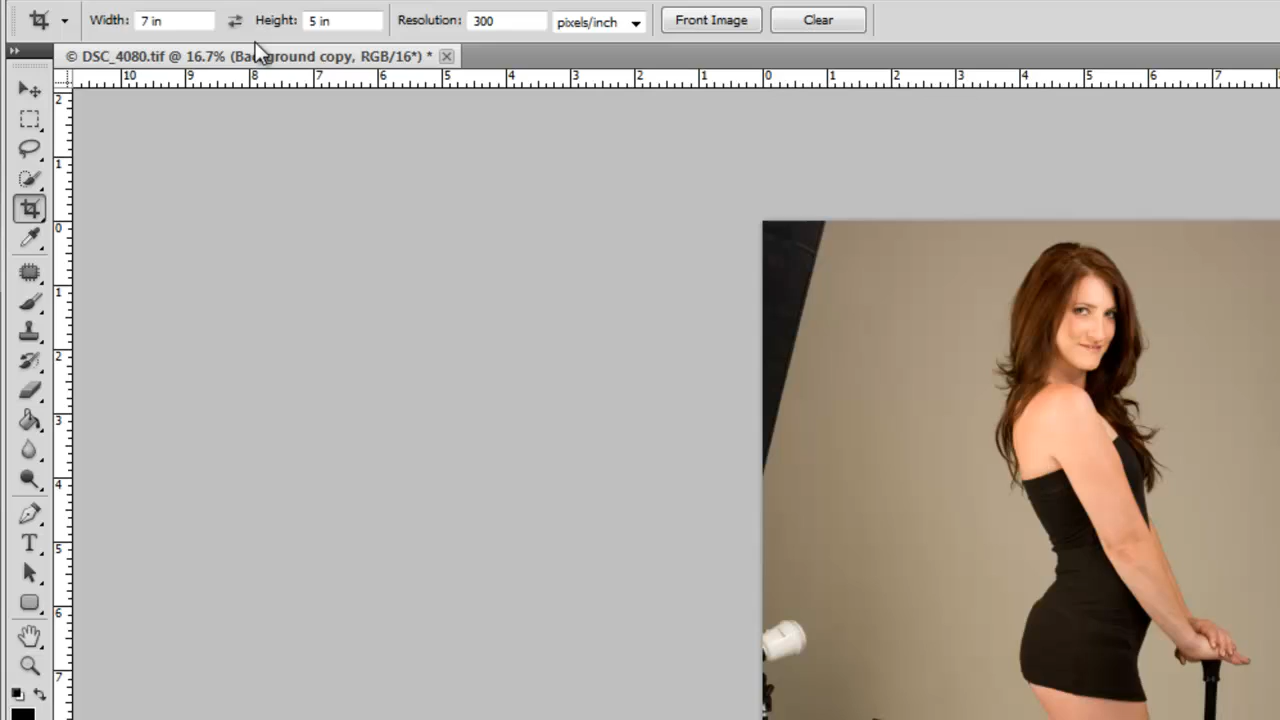 Width: 7 in Height: 5 in Resolution: 300 pixels/inch Front Image Clear
© DSC_4080.tif @ 16.7% (Background copy, RGB/16*) *
10 9 8 7 6 5 4 3 2 1 0 1 2 3 4 5 6 7
2
1
0
1
2
3
4
5
6
7
T